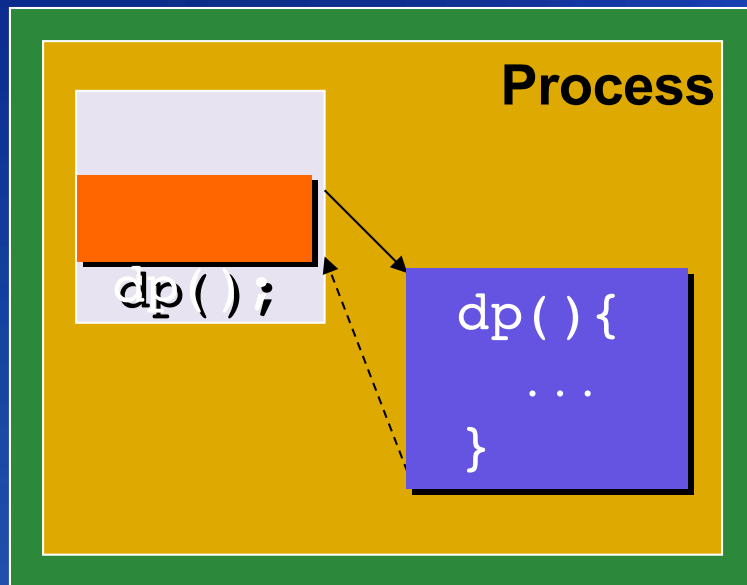 Process
dp();
dp(){
...
}